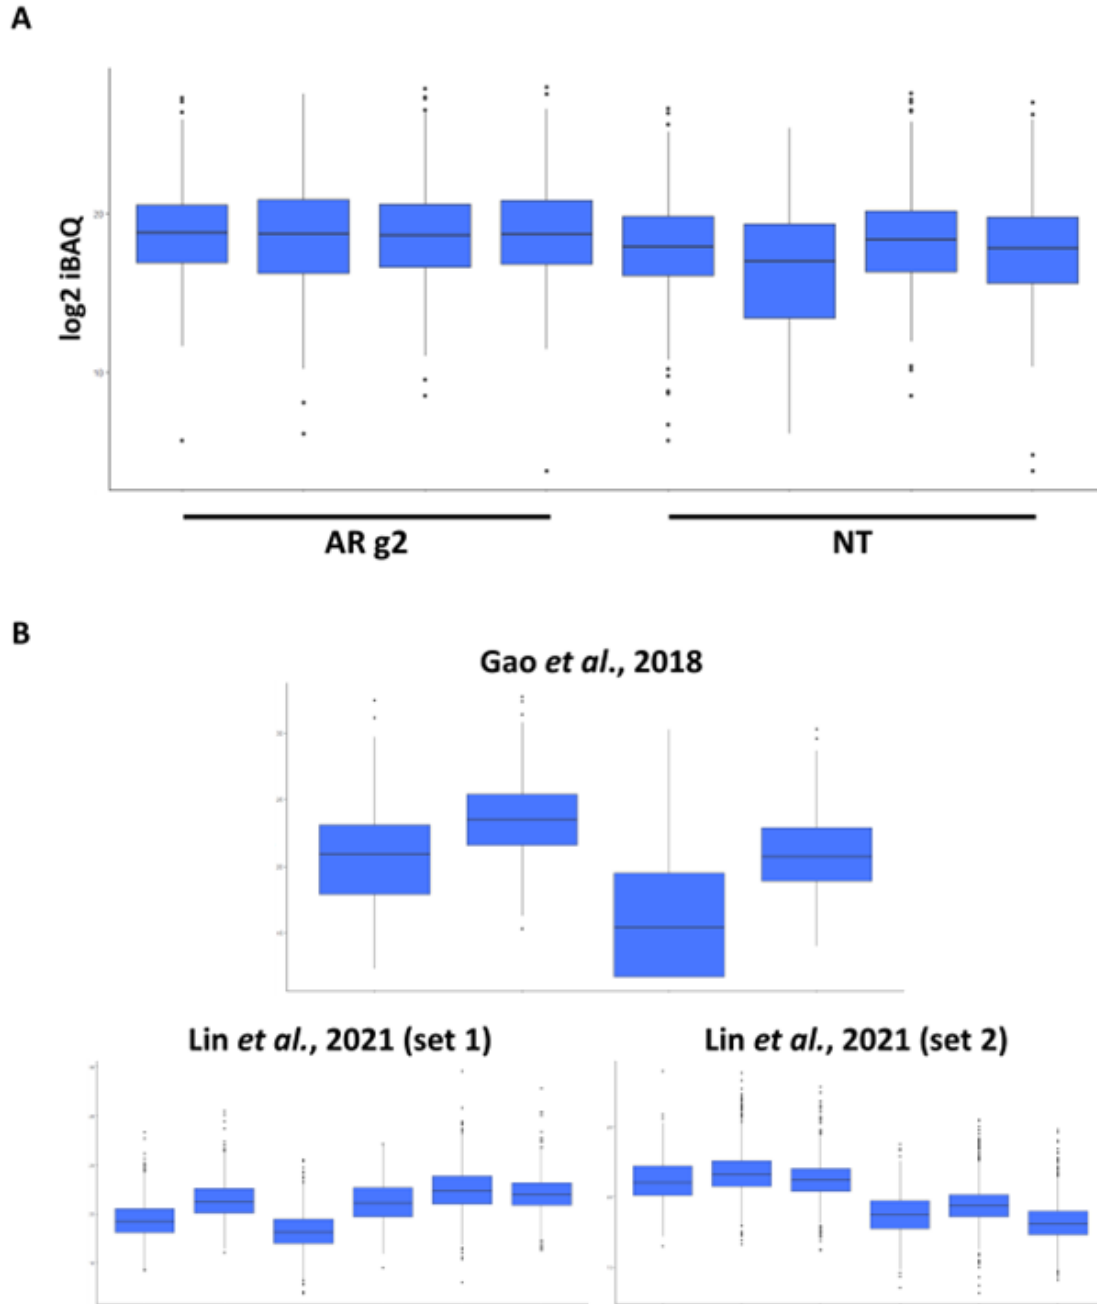 A
log2 iBAQ
20
10
AR g2
NT
B
Gao et al., 2018
Lin et al., 2021 (set 1)
Lin et al., 2021 (set 2)